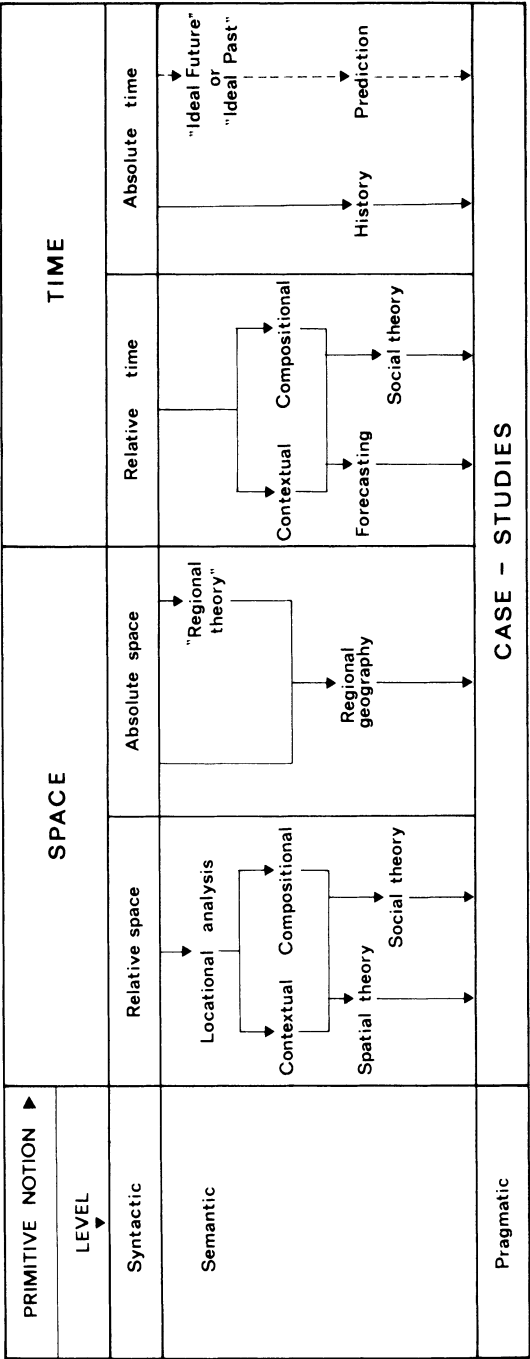 PRIMITIVE NOTION ▶
SPACE
TIME
LEVEL
▼
Syntactic
Relative space
Absolute space
Relative time
Absolute time
Semantic
Locational analysis
Contextual
Compositional
Spatial theory
Social theory
"Regional
theory"
Regional
geography
Contextual
Compositional
Forecasting
Social theory
History
"Ideal Future"
or
"Ideal Past"
Prediction
Pragmatic
CASE – STUDIES